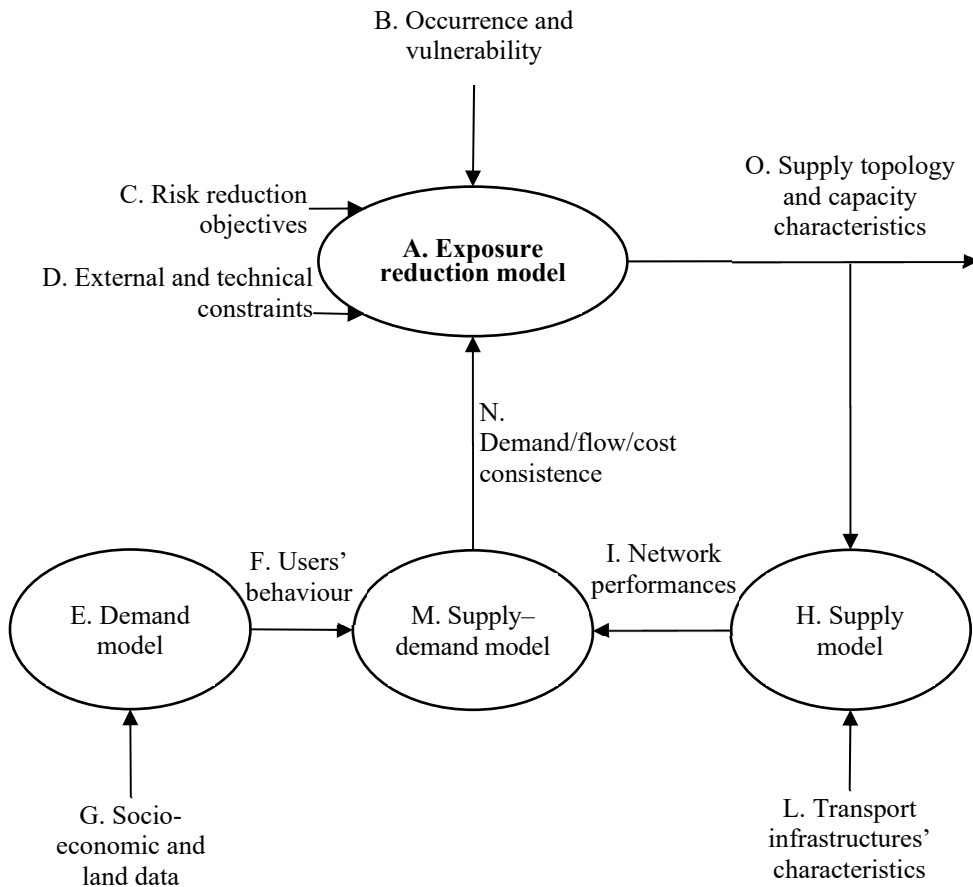 B. Occurrence and
vulnerability
C. Risk reduction
objectives
O. Supply topology
and capacity
characteristics
A. Exposure
reduction model
D. External and technical
constraints
N.
Demand/flow/cost
consistence
F. Users’
behaviour
I. Network
performances
E. Demand
model
M. Supply–
demand model
H. Supply
model
G. Socio-
economic and
land data
L. Transport
infrastructures’
characteristics